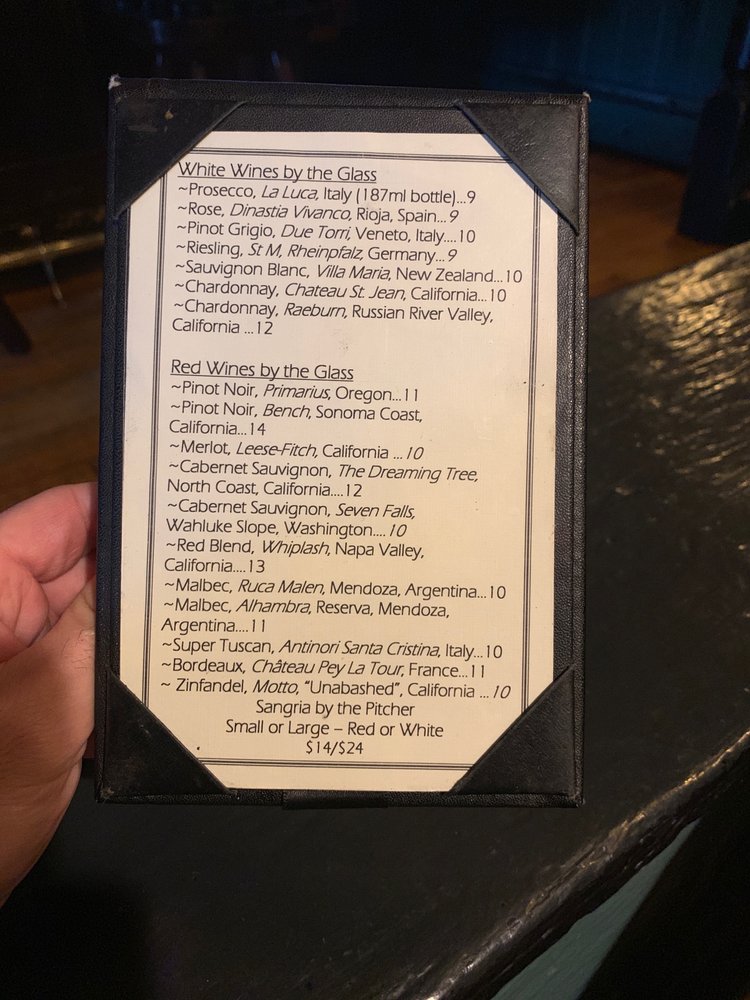 White Wines by the Glass
~Prosecco, La Luca, Italy (187ml bottle)...9
~Rose, Dinastia Vivanco, Rioja, Spain...9
~Pinot Grigio, Due Torri, Veneto, Italy....10
~Riesling, St M, Rheinpfalz, Germany...9
~Sauvignon Blanc, Villa Maria, New Zealand...10
~Chardonnay, Chateau St. Jean, California...10
~Chardonnay, Raeburn, Russian River Valley,
California ...12
Red Wines by the Glass
~Pinot Noir, Primarius, Oregon...11
~Pinot Noir, Bench, Sonoma Coast,
California...14
~Merlot, Leese-Fitch, California ...10
~Cabernet Sauvignon, The Dreaming Tree,
North Coast, California....12
~Cabernet Sauvignon, Seven Falls,
Wahluke Slope, Washington....10
~Red Blend, Whiplash, Napa Valley,
California....13
~Malbec, Ruca Malen, Mendoza, Argentina...10
~Malbec, Alhambra, Reserva, Mendoza,
Argentina....11
~Super Tuscan, Antinori Santa Cristina, Italy...10
~Bordeaux, Château Pey La Tour, France...11
~ Zinfandel, Motto, "Unabashed", California ...10
Sangria by the Pitcher
Small or Large – Red or White
$14/$24